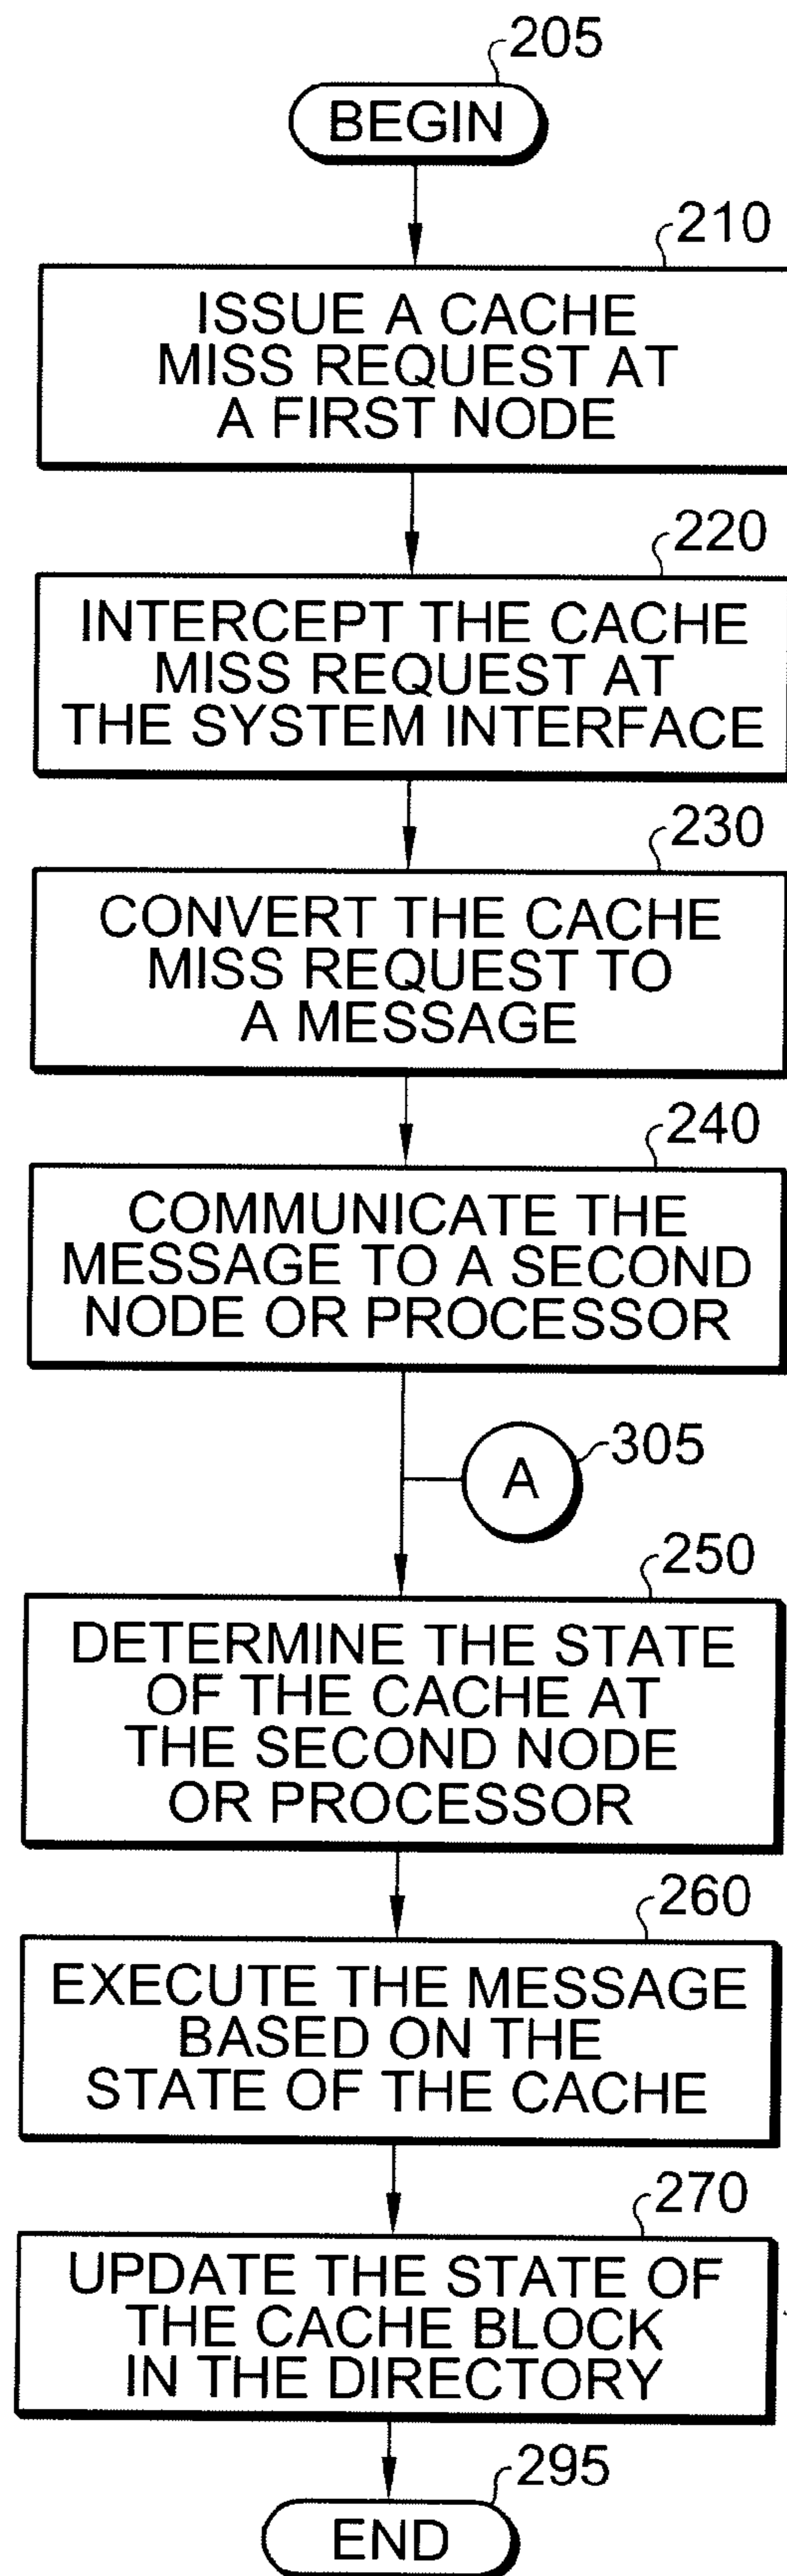 205
BEGIN
210
ISSUE A CACHE
MISS REQUEST AT
A FIRST NODE
220
INTERCEPT THE CACHE
MISS REQUEST AT
THE SYSTEM INTERFACE
230
CONVERT THE CACHE
MISS REQUEST TO
A MESSAGE
240
COMMUNICATE THE
MESSAGE TO A SECOND
NODE OR PROCESSOR
A
305
250
DETERMINE THE STATE
OF THE CACHE AT
THE SECOND NODE
OR PROCESSOR
260
EXECUTE THE MESSAGE
BASED ON THE
STATE OF THE CACHE
270
UPDATE THE STATE OF
THE CACHE BLOCK
IN THE DIRECTORY
295
END